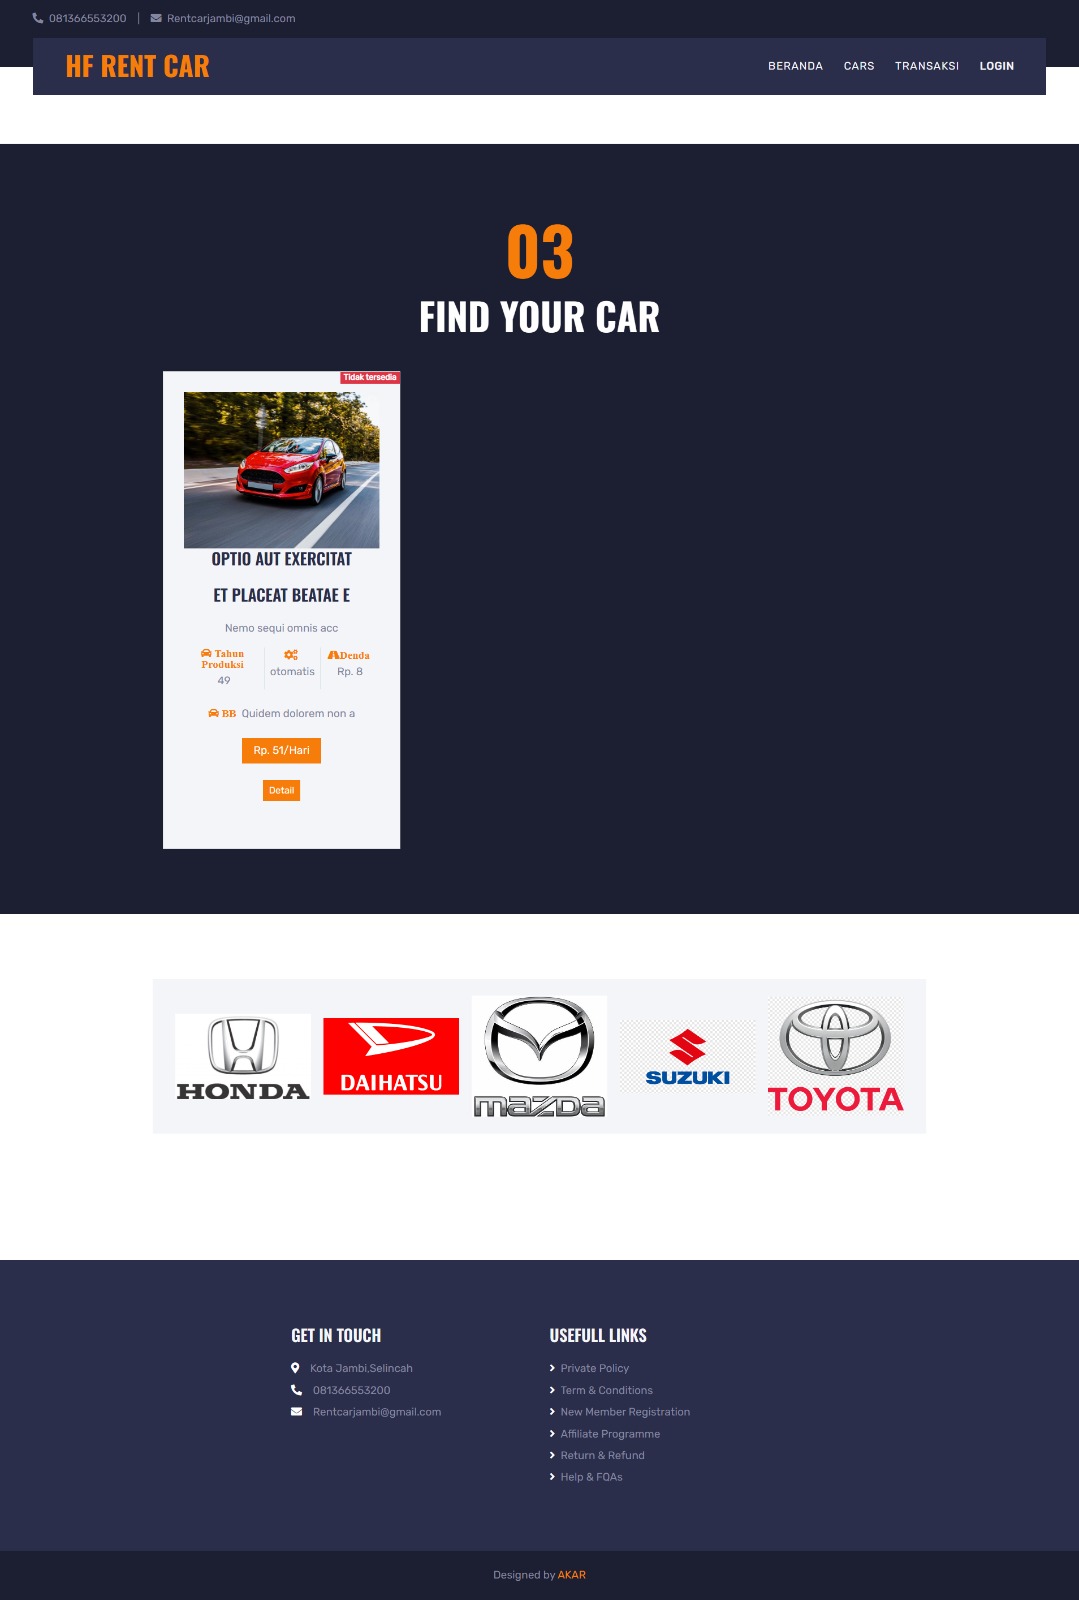 081366553200 | Rentcarjambi@gmail.com
HF RENT CAR
BERANDA CARS TRANSAKSI LOGIN
03
FIND YOUR CAR
Tidak tersedia
OPTIO AUT EXERCITAT
ET PLACEAT BEATAE E
Nemo sequi omnis acc
Tahun Produksi
49
otomatis
Denda
Rp. 8
BB Quidem dolorem non a
Rp. 51/Hari
Detail
HONDA
DAIHATSU
mazda
SUZUKI
TOYOTA
GET IN TOUCH
Kota Jambi,Selincah
081366553200
Rentcarjambi@gmail.com
USEFULL LINKS
Private Policy
Term & Conditions
New Member Registration
Affiliate Programme
Return & Refund
Help & FQAs
Designed by AKAR